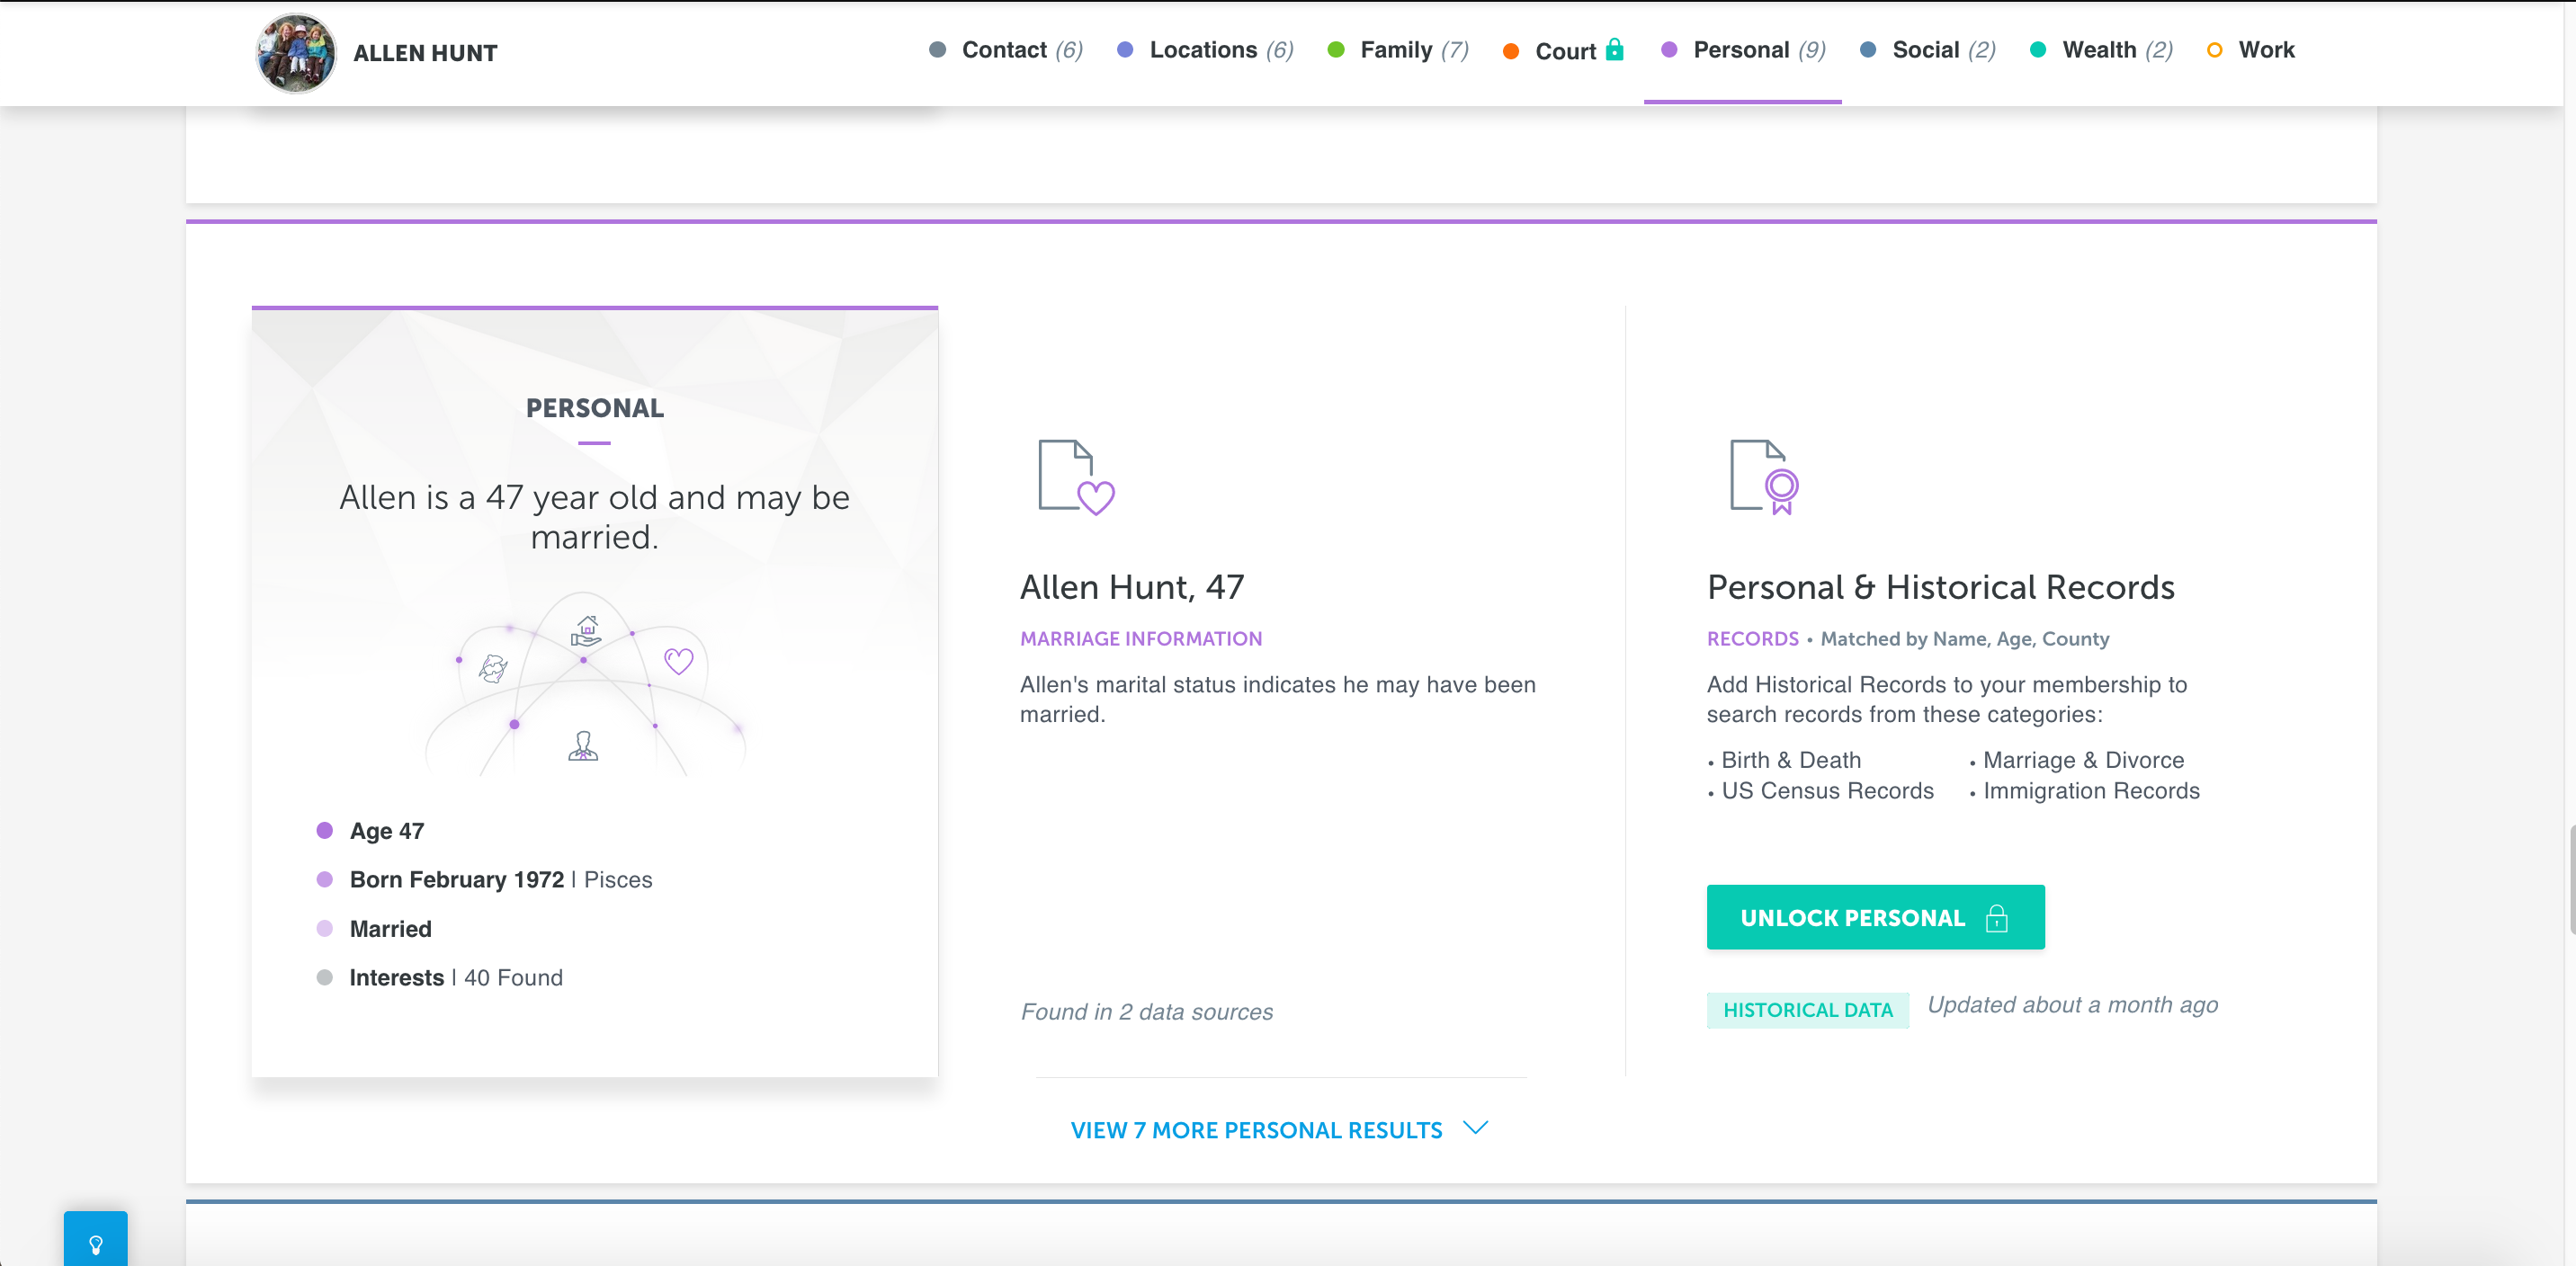 ALLEN HUNT
Contact (6)
Locations (6)
Family (7)
Court
Personal (9)
Social (2)
Wealth (2)
Work
PERSONAL
Allen is a 47 year old and may be
married.
Age 47
Born February 1972 | Pisces
Married
Interests | 40 Found
Allen Hunt, 47
MARRIAGE INFORMATION
Allen's marital status indicates he may have been
married.
Found in 2 data sources
VIEW 7 MORE PERSONAL RESULTS
Personal & Historical Records
RECORDS • Matched by Name, Age, County
Add Historical Records to your membership to
search records from these categories:
• Birth & Death
• Marriage & Divorce
• US Census Records
• Immigration Records
UNLOCK PERSONAL
HISTORICAL DATA
Updated about a month ago